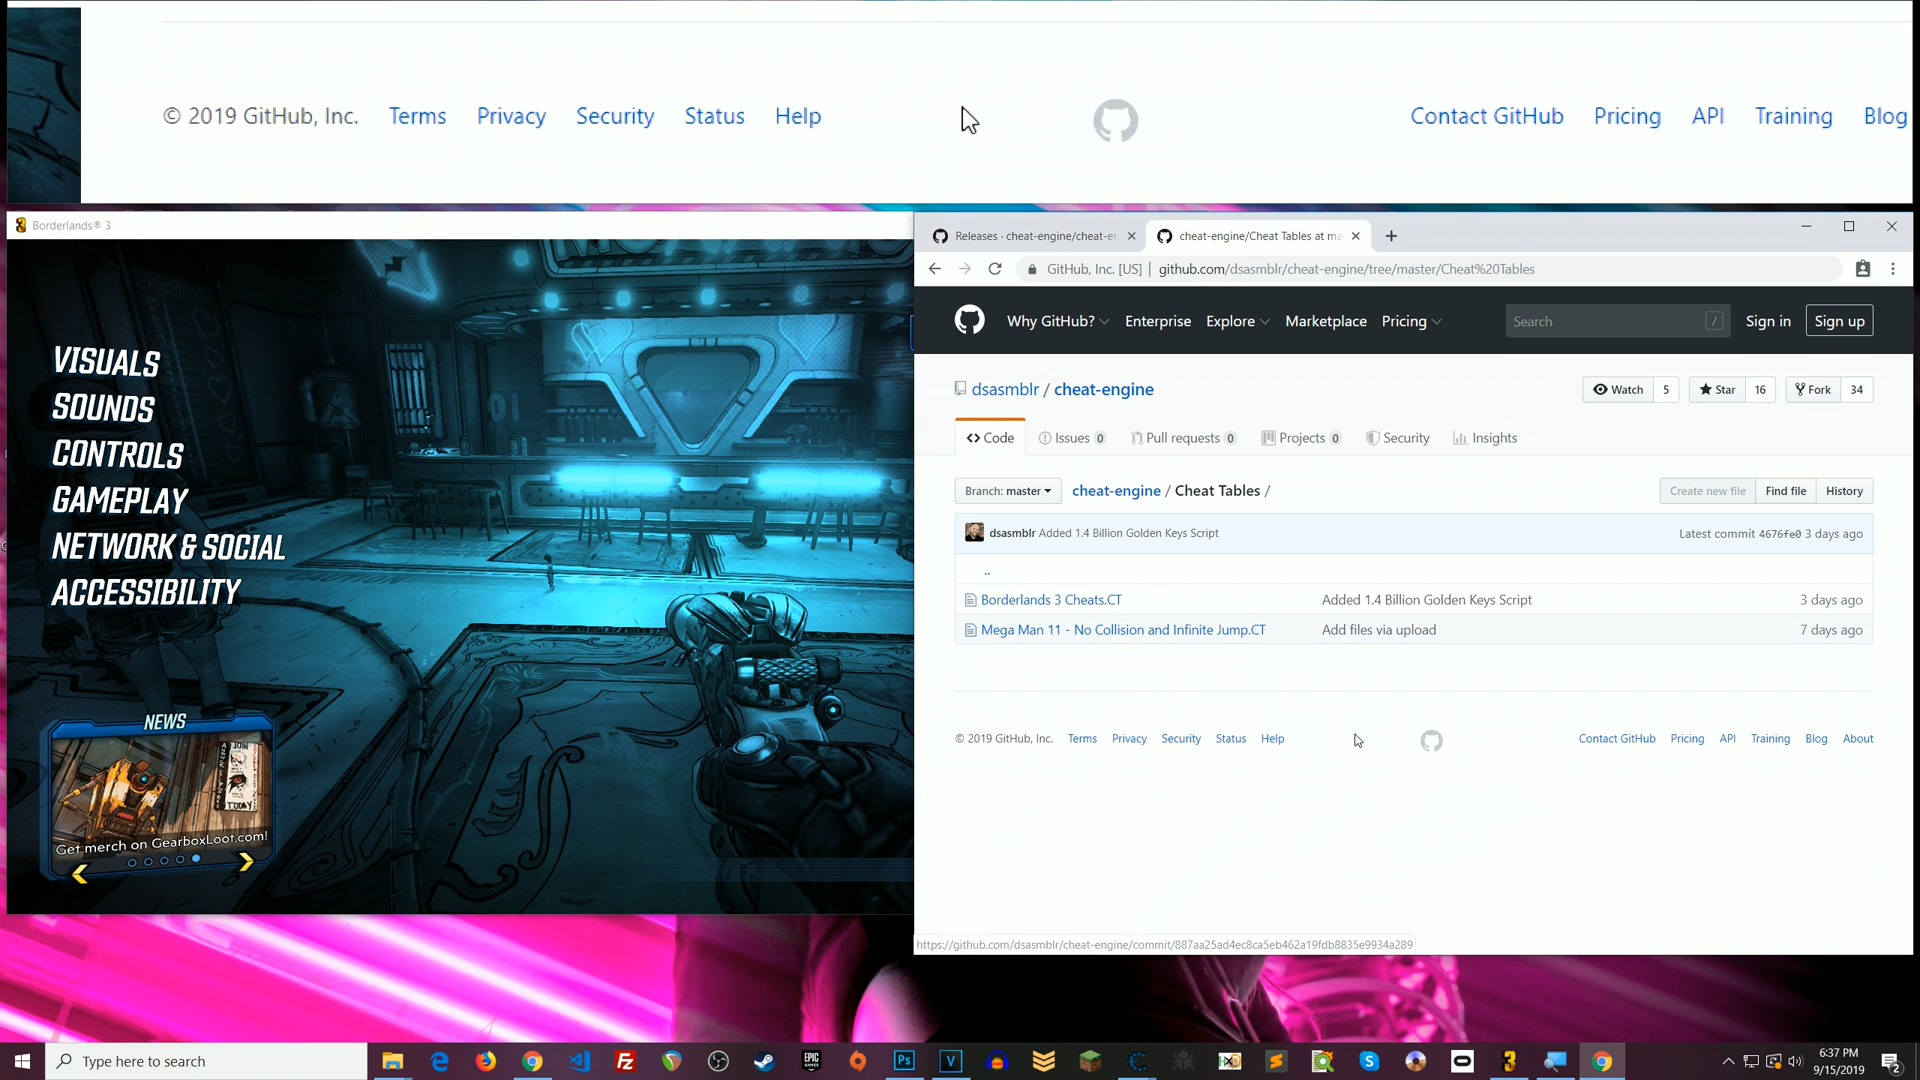 © 2019 GitHub, Inc. Terms Privacy Security Status Help Contact GitHub Pricing API Training Blog
Borderlands® 3
VISUALS
SOUNDS
CONTROLS
GAMEPLAY
NETWORK & SOCIAL
ACCESSIBILITY
NEWS
JOIN
TODAY
Get merch on GearboxLoot.com!
Releases · cheat-engine/cheat-en
cheat-engine/Cheat Tables at ma
GitHub, Inc. [US] | github.com/dsasmblr/cheat-engine/tree/master/Cheat%20Tables
Why GitHub? Enterprise Explore Marketplace Pricing Search / Sign in Sign up
dsasmblr / cheat-engine Watch 5 Star 16 Fork 34
Code Issues 0 Pull requests 0 Projects 0 Security Insights
Branch: master cheat-engine / Cheat Tables / Create new file Find file History
dsasmblr Added 1.4 Billion Golden Keys Script Latest commit 4676fe0 3 days ago
..
Borderlands 3 Cheats.CT Added 1.4 Billion Golden Keys Script 3 days ago
Mega Man 11 - No Collision and Infinite Jump.CT Add files via upload 7 days ago
© 2019 GitHub, Inc. Terms Privacy Security Status Help Contact GitHub Pricing API Training Blog About
https://github.com/dsasmblr/cheat-engine/commit/887aa25ad4ec8ca5eb462a19fdb8835e9934a289
Type here to search
EPIC GAMES
Ps
V
HXD
6:37 PM
9/15/2019
2